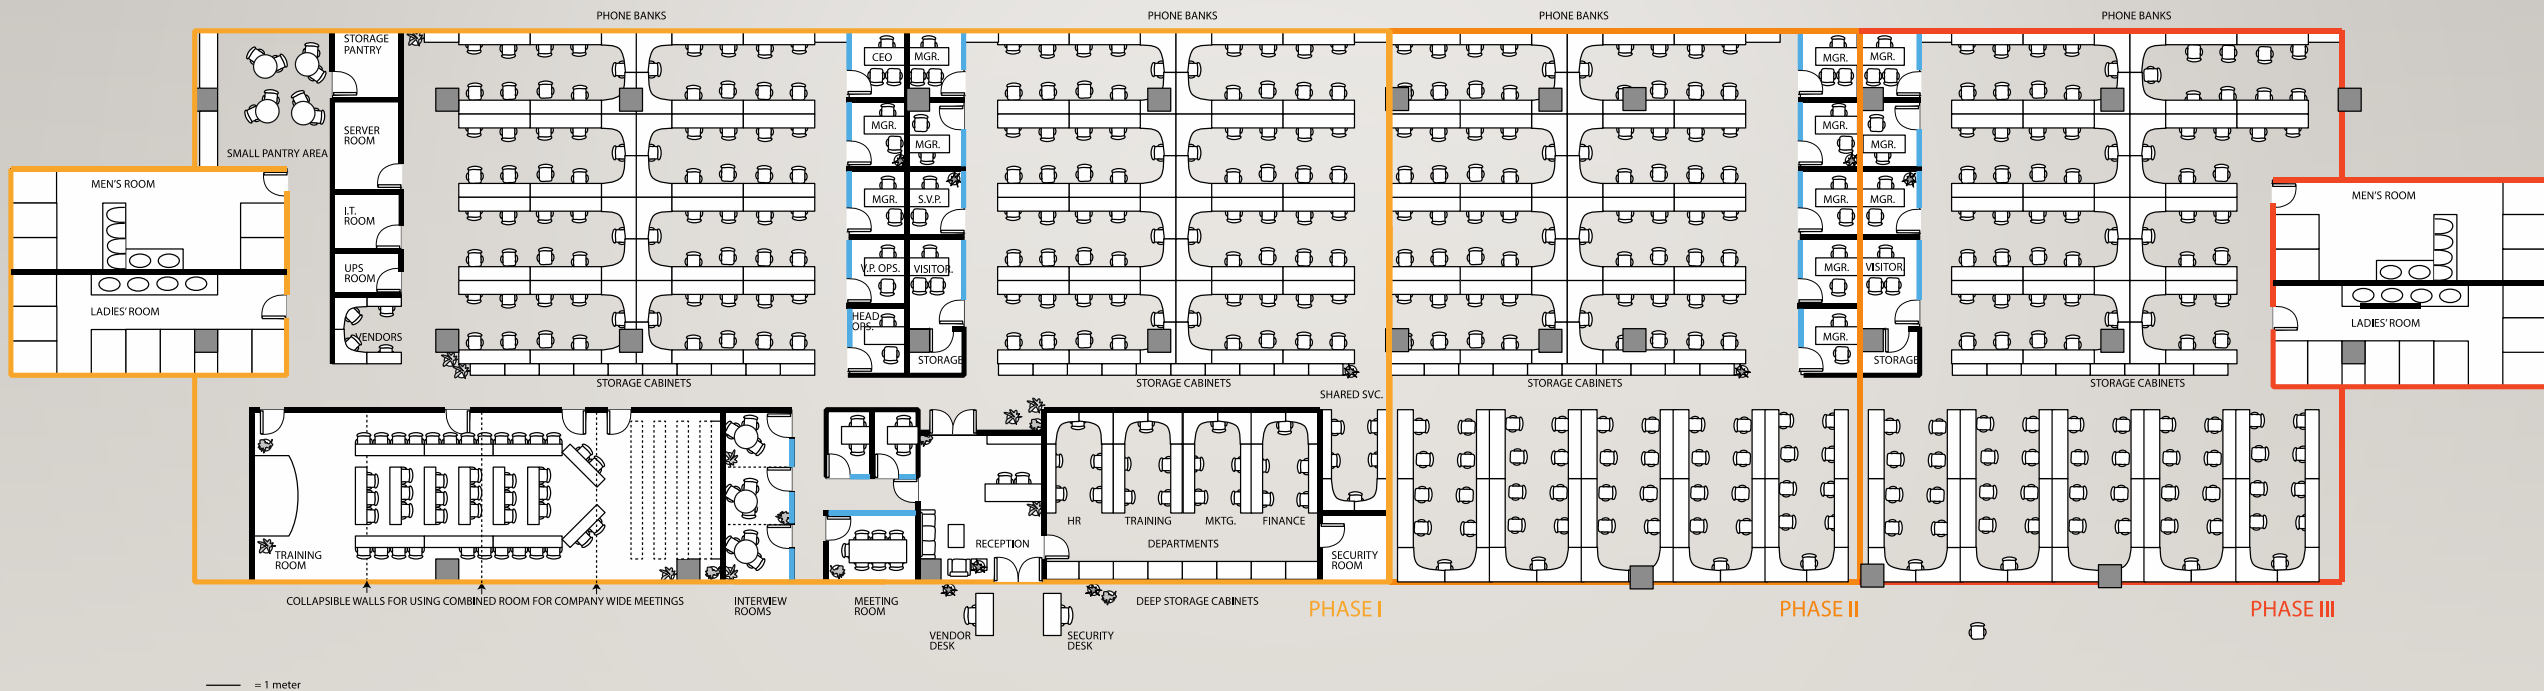 PHONE BANKS
PHONE BANKS
PHONE BANKS
PHONE BANKS
STORAGE
PANTRY
CEO
MGR.
MGR.
MGR.
SERVER
ROOM
MGR.
MGR.
MGR.
MGR.
SMALL PANTRY AREA
MEN'S ROOM
MEN'S ROOM
I.T.
ROOM
MGR.
S.V.P.
MGR.
MGR.
UPS
ROOM
V.P. OPS.
VISITOR.
MGR.
VISITOR
LADIES' ROOM
LADIES' ROOM
HEAD
OPS.
VENDORS
MGR.
STORAGE
STORAGE
STORAGE CABINETS
STORAGE CABINETS
STORAGE CABINETS
STORAGE CABINETS
SHARED SVC.
HR
TRAINING
MKTG.
FINANCE
RECEPTION
DEPARTMENTS
TRAINING
ROOM
SECURITY
ROOM
COLLAPSIBLE WALLS FOR USING COMBINED ROOM FOR COMPANY WIDE MEETINGS
INTERVIEW
ROOMS
MEETING
ROOM
DEEP STORAGE CABINETS
PHASE I
PHASE II
PHASE III
VENDOR
DESK
SECURITY
DESK
= 1 meter